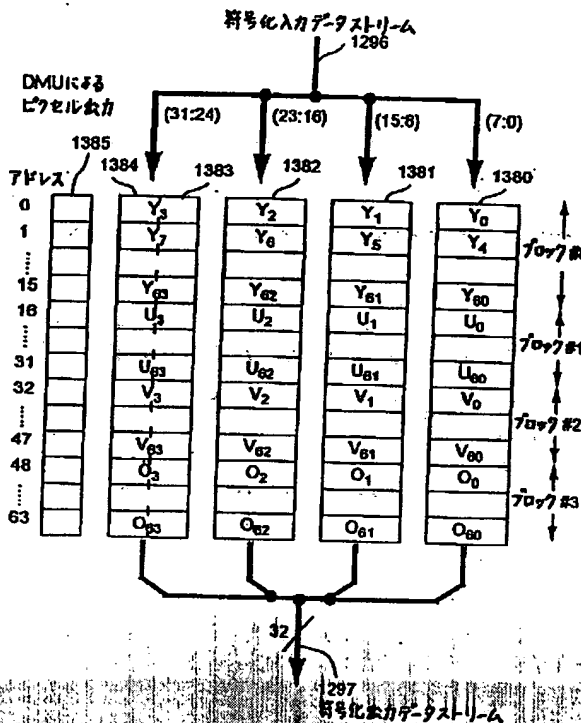 符号化入力データストリーム
1296
DMUによる
ピクセル出力
(31:24) (23:16) (15:8) (7:0)
1385 1384 1383 1382 1381 1380
アドレス
0 Y3 Y2 Y1 Y0
1 Y7 Y6 Y5 Y4
ブロック#0
15 Y63 Y62 Y61 Y60
16 U3 U2 U1 U0
ブロック#1
31 U63 U62 U61 U60
32 V3 V2 V1 V0
ブロック#2
47 V63 V62 V61 V60
48 O3 O2 O1 O0
ブロック#3
63 O63 O62 O61 O60
32
1297
符号化出力データストリーム